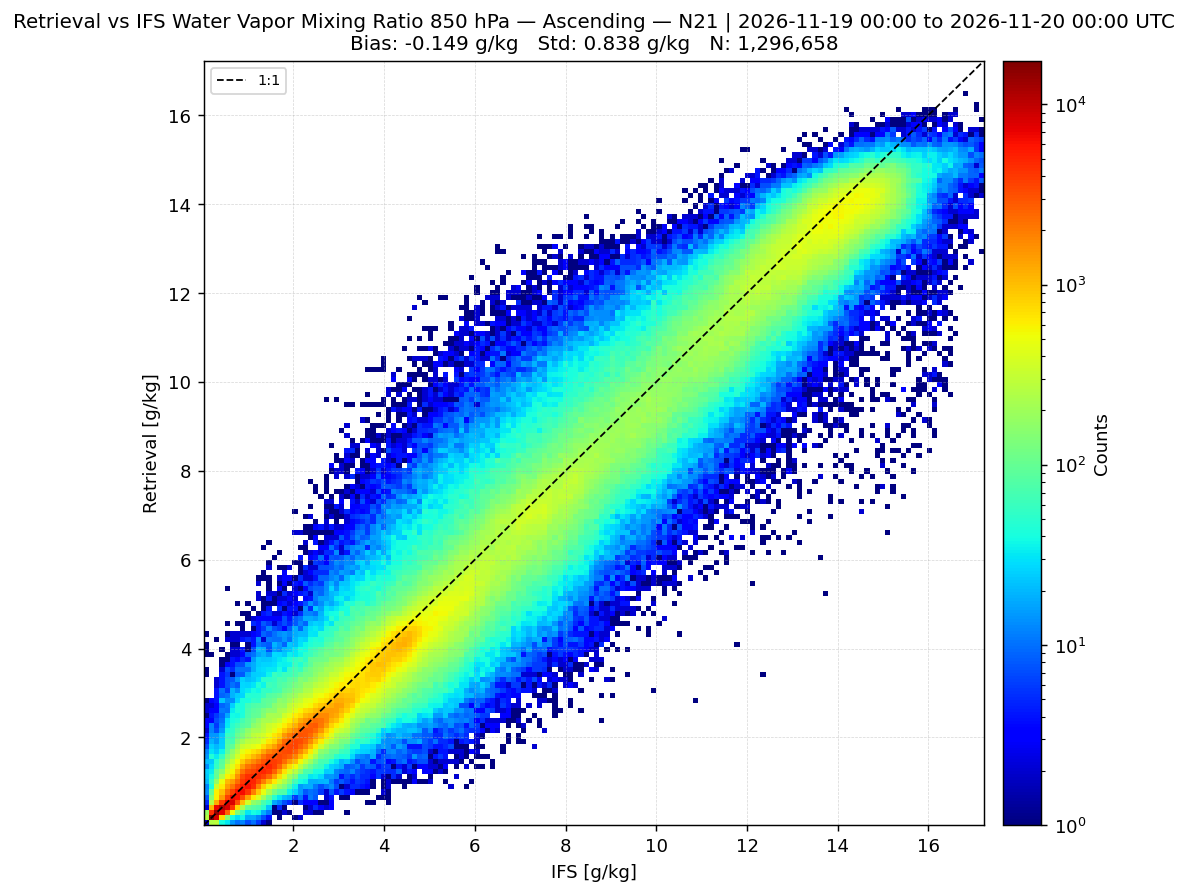 Retrieval vs IFS Water Vapor Mixing Ratio 850 hPa — Ascending — N21 | 2026-11-19 00:00 to 2026-11-20 00:00 UTC
Bias: -0.149 g/kg   Std: 0.838 g/kg   N: 1,296,658
1:1
16
14
12
10
8
6
4
2
Retrieval [g/kg]
2 4 6 8 10 12 14 16
IFS [g/kg]
10⁴
10³
10²
10¹
10⁰
Counts